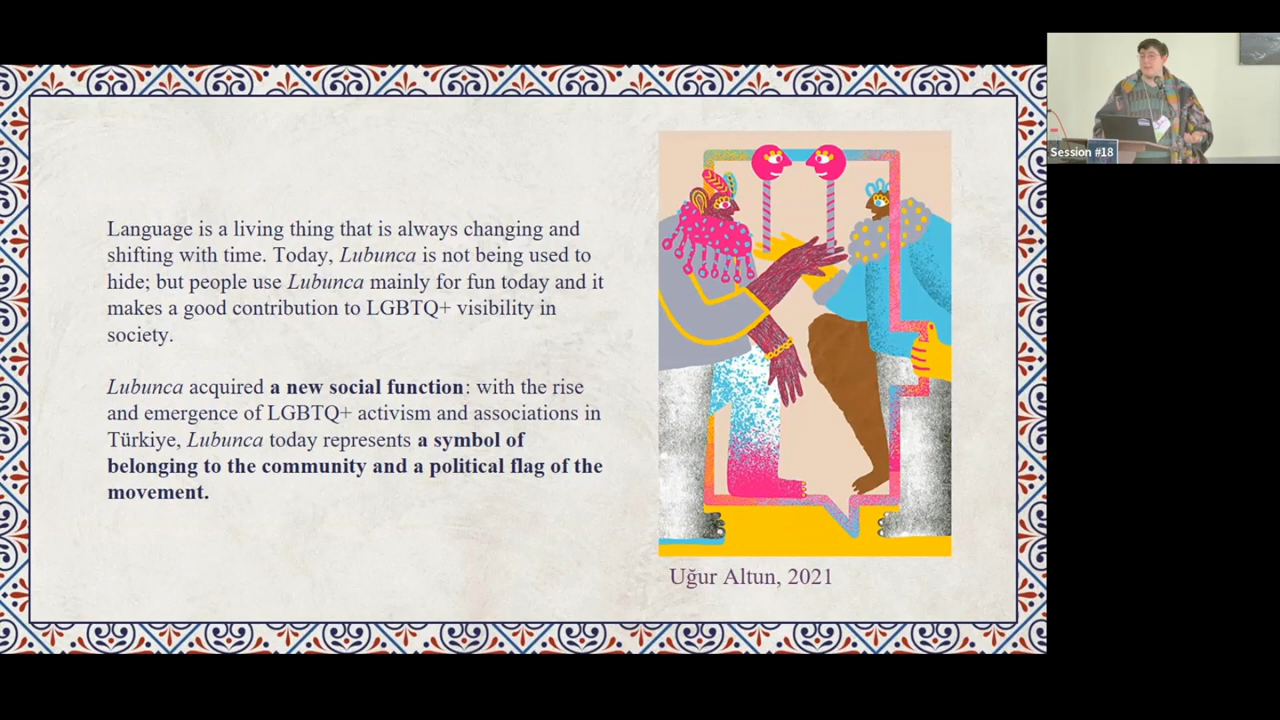 Language is a living thing that is always changing and
shifting with time. Today, Lubunca is not being used to
hide; but people use Lubunca mainly for fun today and it
makes a good contribution to LGBTQ+ visibility in
society.
Lubunca acquired a new social function: with the rise
and emergence of LGBTQ+ activism and associations in
Türkiye, Lubunca today represents a symbol of
belonging to the community and a political flag of the
movement.
Uğur Altun, 2021
Session #18